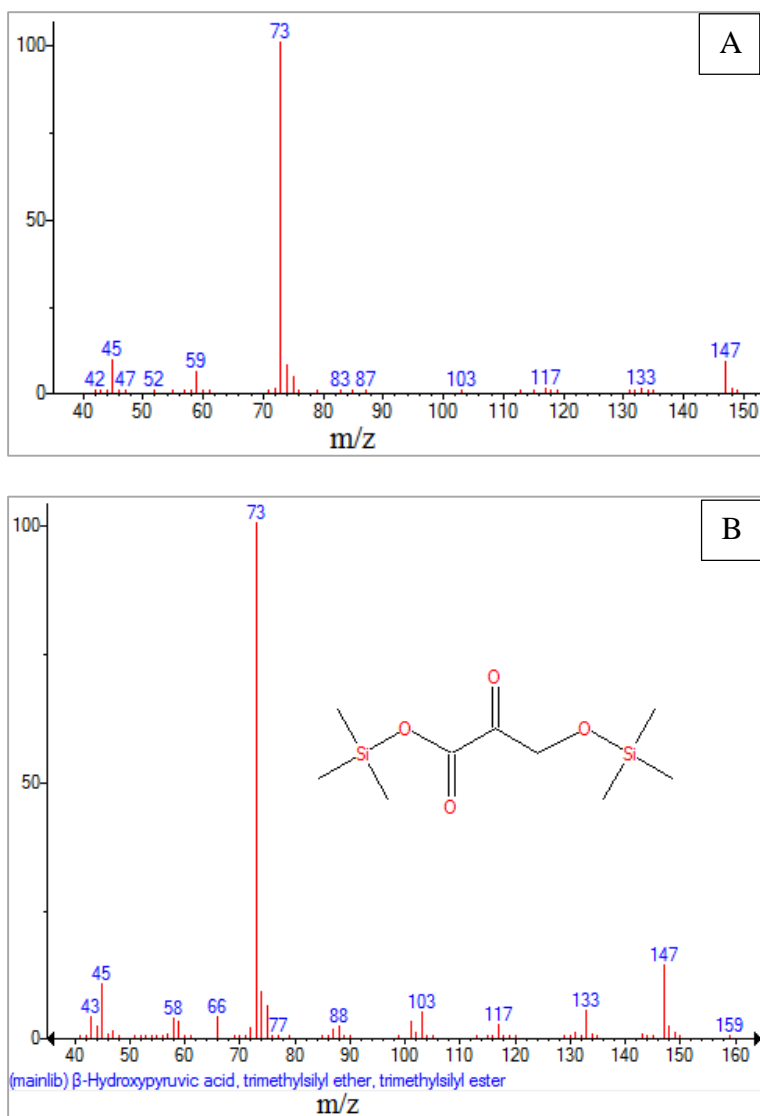 A
100
73
50
45
59
147
42 47 52 83 87 103 117 133
0
40 50 60 70 80 90 100 110 120 130 140 150
m/z
B
100
73
O
Si O O Si
O
50
147
45
43 58 66 77 88 103 117 133 159
0
40 50 60 70 80 90 100 110 120 130 140 150 160
(mainlib) β-Hydroxypyruvic acid, trimethylsilyl ether, trimethylsilyl ester
m/z